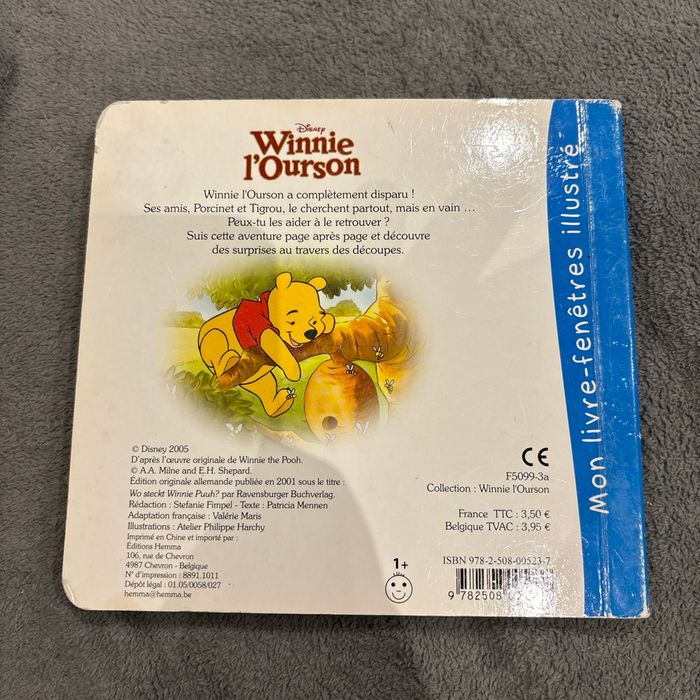 Disney
Winnie
l'Ourson
Winnie l'Ourson a complètement disparu !
Ses amis, Porcinet et Tigrou, le cherchent partout, mais en vain ...
Peux-tu les aider à le retrouver ?
Suis cette aventure page après page et découvre
des surprises au travers des découpes.
© Disney 2005
D'après l'œuvre originale de Winnie the Pooh.
© A.A. Milne and E.H. Shepard.
Édition originale allemande publiée en 2001 sous le titre :
Wo steckt Winnie Puuh? par Ravensburger Buchverlag.
Rédaction : Stefanie Fimpel - Texte : Patricia Mennen
Adaptation française : Valérie Maris
Illustrations : Atelier Philippe Harchy
Imprimé en Chine et importé par :
Éditions Hemma
106, rue de Chevron
4987 Chevron - Belgique
N° d'impression : 8891.1011
Dépôt légal : 01.05/0058/027
hemma@hemma.be
1+
CE
F5099-3a
Collection : Winnie l'Ourson
France TTC : 3,50 €
Belgique TVAC : 3,95 €
ISBN 978-2-508-00523-7
9 782508
Mon livre-fenêtres illustré